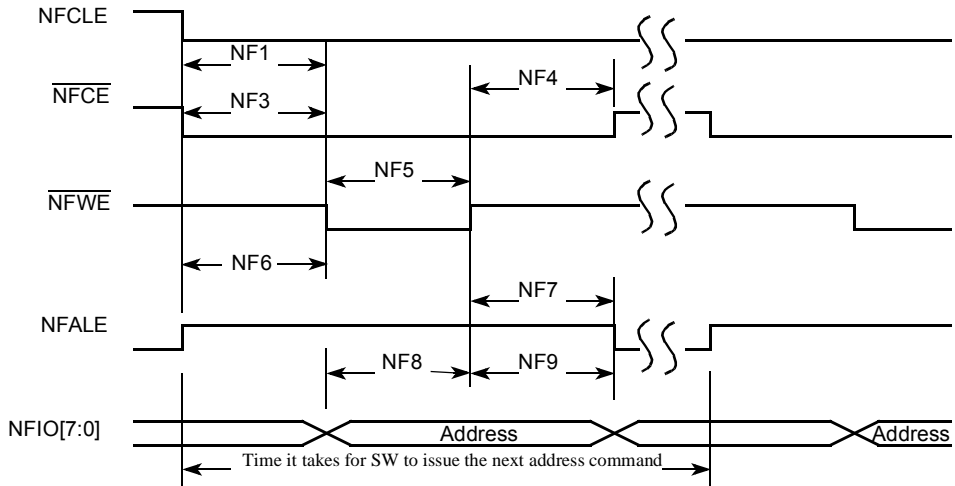 NFCLE
NF1
NF4
NFCE
NF3
NF5
NFWE
NF6
NF7
NFALE
NF8
NF9
NFIO[7:0]
Address
Address
Time it takes for SW to issue the next address command